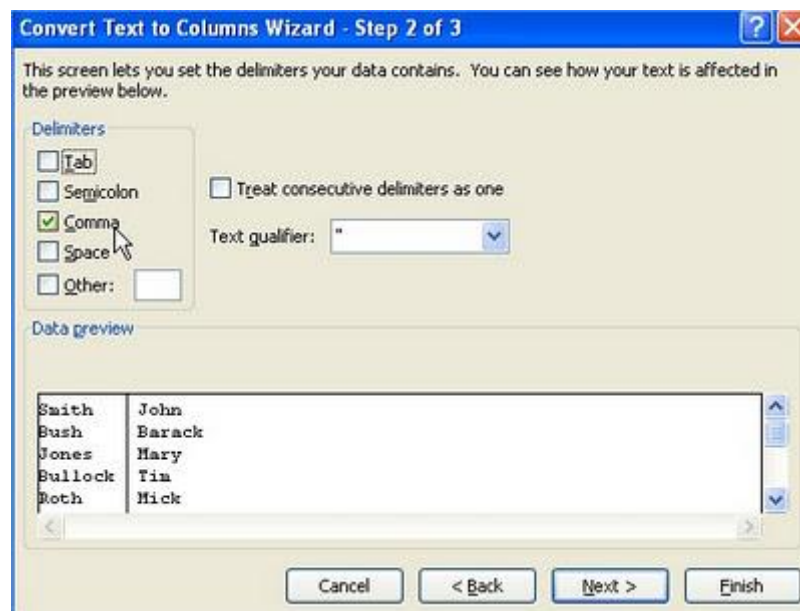 Convert Text to Columns Wizard - Step 2 of 3
This screen lets you set the delimiters your data contains. You can see how your text is affected in
the preview below.
Delimiters
Tab
Semicolon
Treat consecutive delimiters as one
Comma
Text qualifier: "
Space
Other:
Data preview
Smith John
Bush Barack
Jones Mary
Bullock Tim
Roth Mick
Cancel < Back Next > Finish